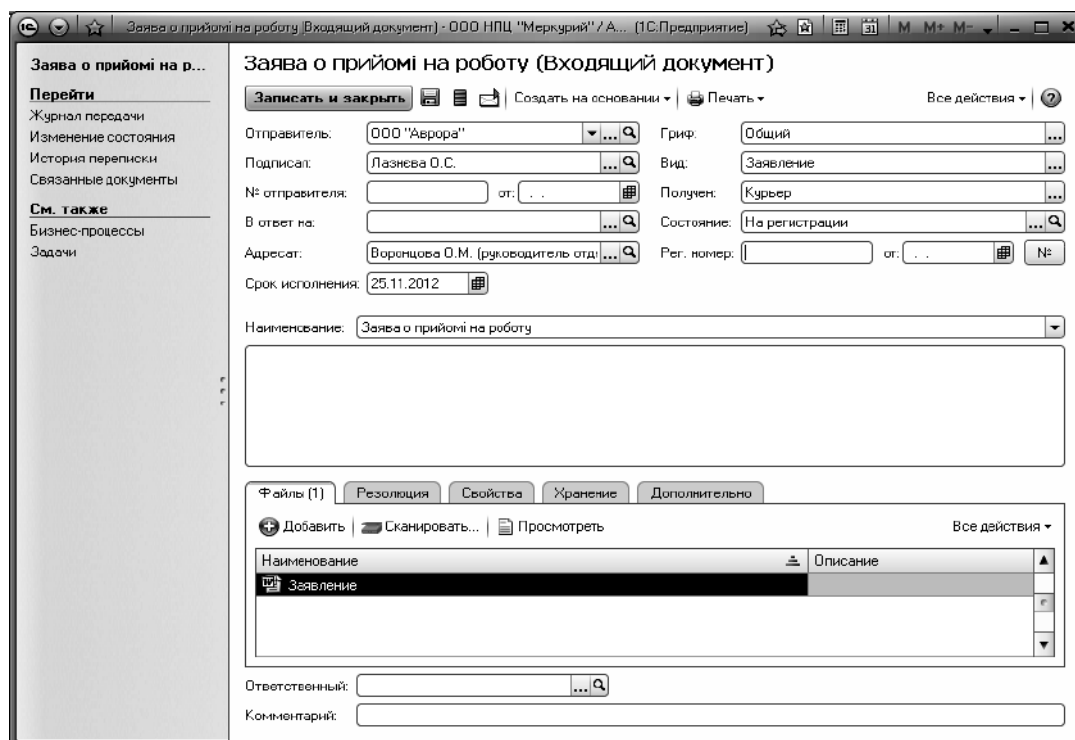 Заява о прийомі на роботу (Входящий документ) - ООО НПЦ "Меркурий" / А... (1С:Предприятие) M M+ M-
Заява о прийомі на р...
Перейти
Журнал передачи
Изменение состояния
История переписки
Связанные документы
См. также
Бизнес-процессы
Задачи
Заява о прийомі на роботу (Входящий документ)
Записать и закрыть Создать на основании Печать Все действия ?
Отправитель: ООО "Аврора" ... Гриф: Общий ...
Подписал: Лазнєва О.С. ... Вид: Заявление ...
№ отправителя: от: . . Получен: Курьер ...
В ответ на: ... Состояние: На регистрации ...
Адресат: Воронцова О.М. (руководитель отд ... Рег. номер: от: . . №
Срок исполнения: 25.11.2012
Наименование: Заява о прийомі на роботу
Файлы (1) Резолюция Свойства Хранение Дополнительно
Добавить Сканировать... Просмотреть Все действия
Наименование Описание
Заявление
Ответственный: ...
Комментарий: